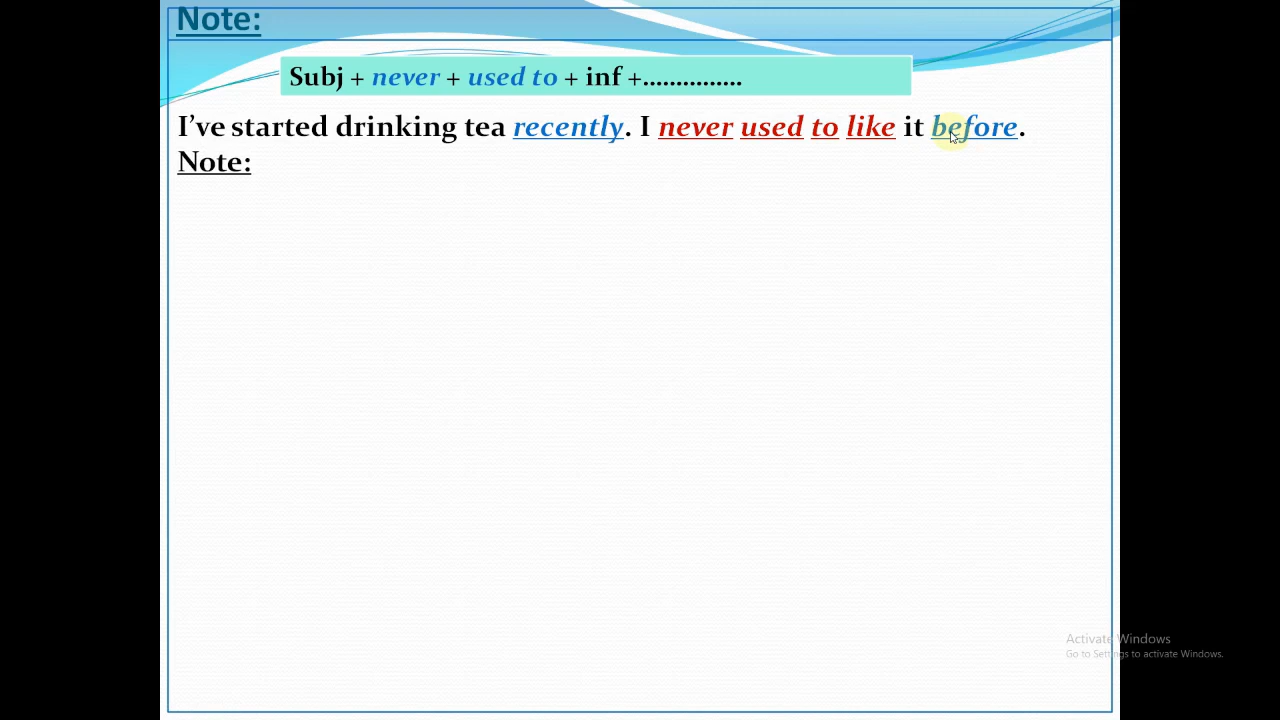 Note:
Subj + never + used to + inf +...............
I’ve started drinking tea recently. I never used to like it before.
Note:
Activate Windows
Go to Settings to activate Windows.